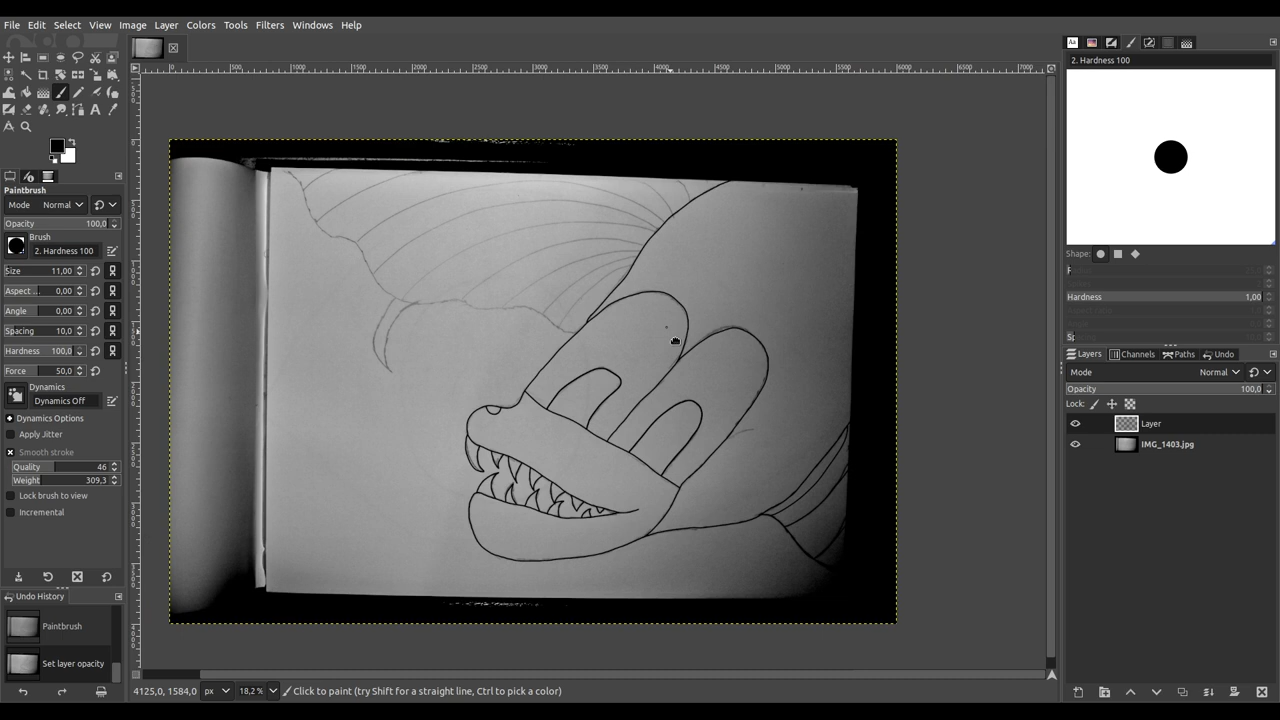 File Edit Select View Image Layer Colors Tools Filters Windows Help
2. Hardness 100
Paintbrush
Mode Normal
Opacity 100,0
Brush
2. Hardness 100
Size 11,00
Aspect ... 0,00
Angle 0,00
Spacing 10,0
Hardness 100,0
Force 50,0
Dynamics
Dynamics Off
Dynamics Options
Apply Jitter
Smooth stroke
Quality 46
Weight 309,3
Lock brush to view
Incremental
Undo History
Paintbrush
Set layer opacity
4125,0, 1584,0 px 18,2% Click to paint (try Shift for a straight line, Ctrl to pick a color)
Shape:
Hardness 1,00
Layers Channels Paths Undo
Mode Normal
Opacity 100,0
Lock:
Layer
IMG_1403.jpg